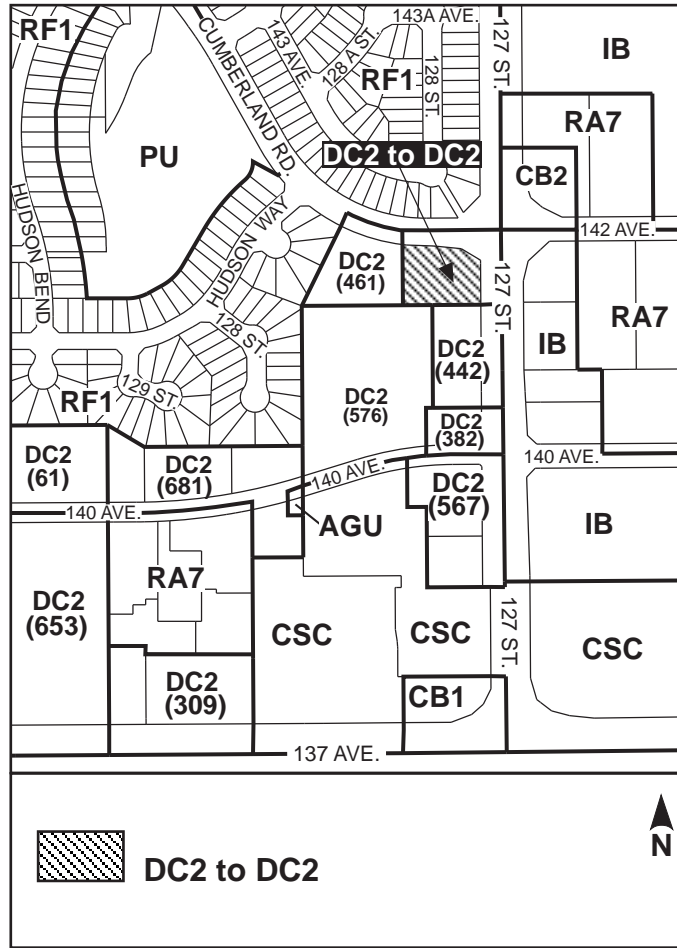 143A AVE.
RF1
CUMBERLAND RD.
143 AVE.
128 A ST.
RF1
128 ST.
127 ST.
IB
RA7
PU
DC2 to DC2
CB2
HUDSON BEND
HUDSON WAY
142 AVE.
DC2
(461)
127 ST.
RA7
128 ST.
IB
DC2
(442)
129 ST.
RF1
DC2
(576)
DC2
(382)
DC2
(61)
DC2
(681)
140 AVE.
140 AVE.
DC2
(567)
140 AVE.
AGU
IB
RA7
DC2
(653)
CSC
CSC
127 ST.
CSC
DC2
(309)
CB1
137 AVE.
N
DC2 to DC2